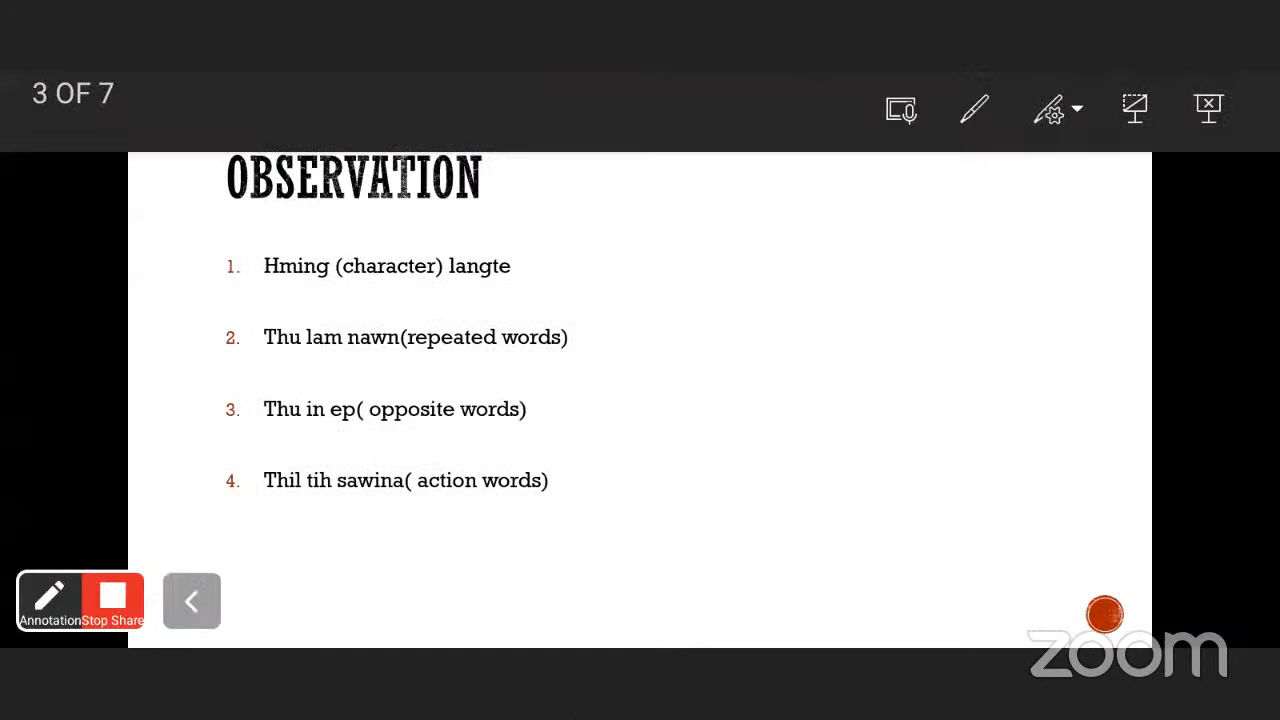 3 OF 7
OBSERVATION
1. Hming (character) langte
2. Thu lam nawn(repeated words)
3. Thu in ep( opposite words)
4. Thil tih sawina( action words)
Annotation Stop Share
zoom